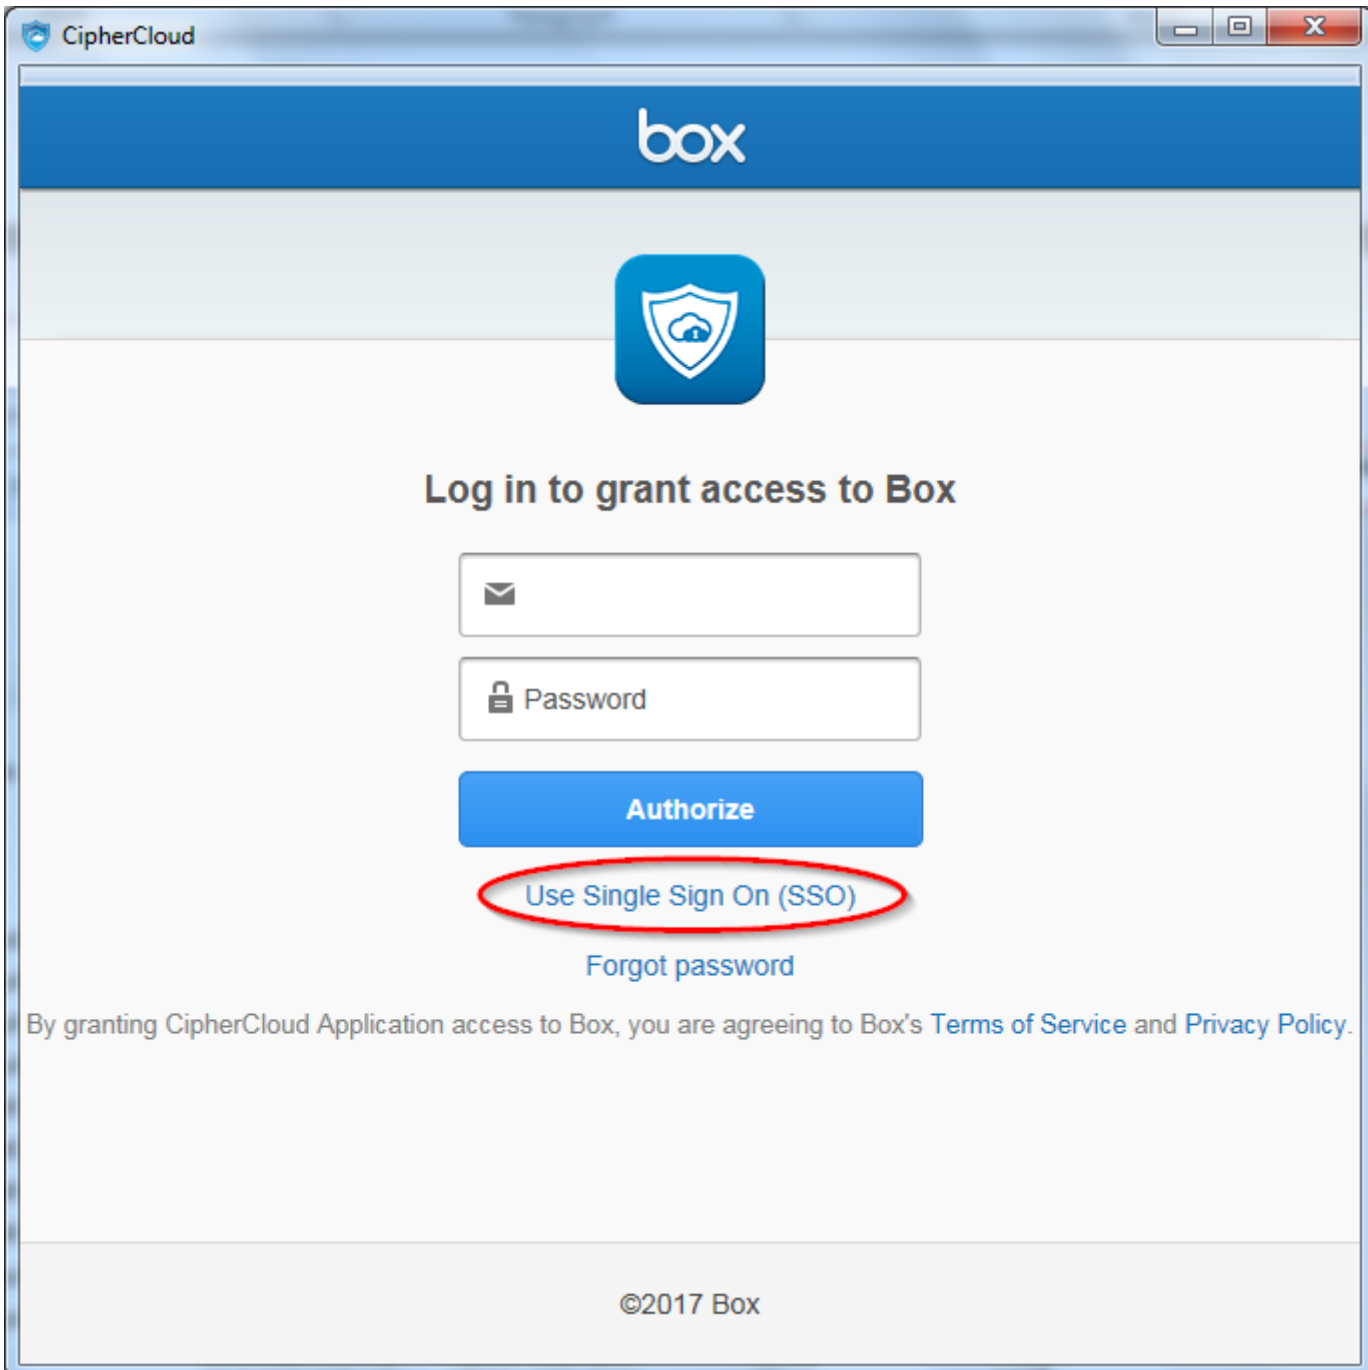 CipherCloud
box
Log in to grant access to Box
Password
Authorize
Use Single Sign On (SSO)
Forgot password
By granting CipherCloud Application access to Box, you are agreeing to Box's Terms of Service and Privacy Policy.
©2017 Box